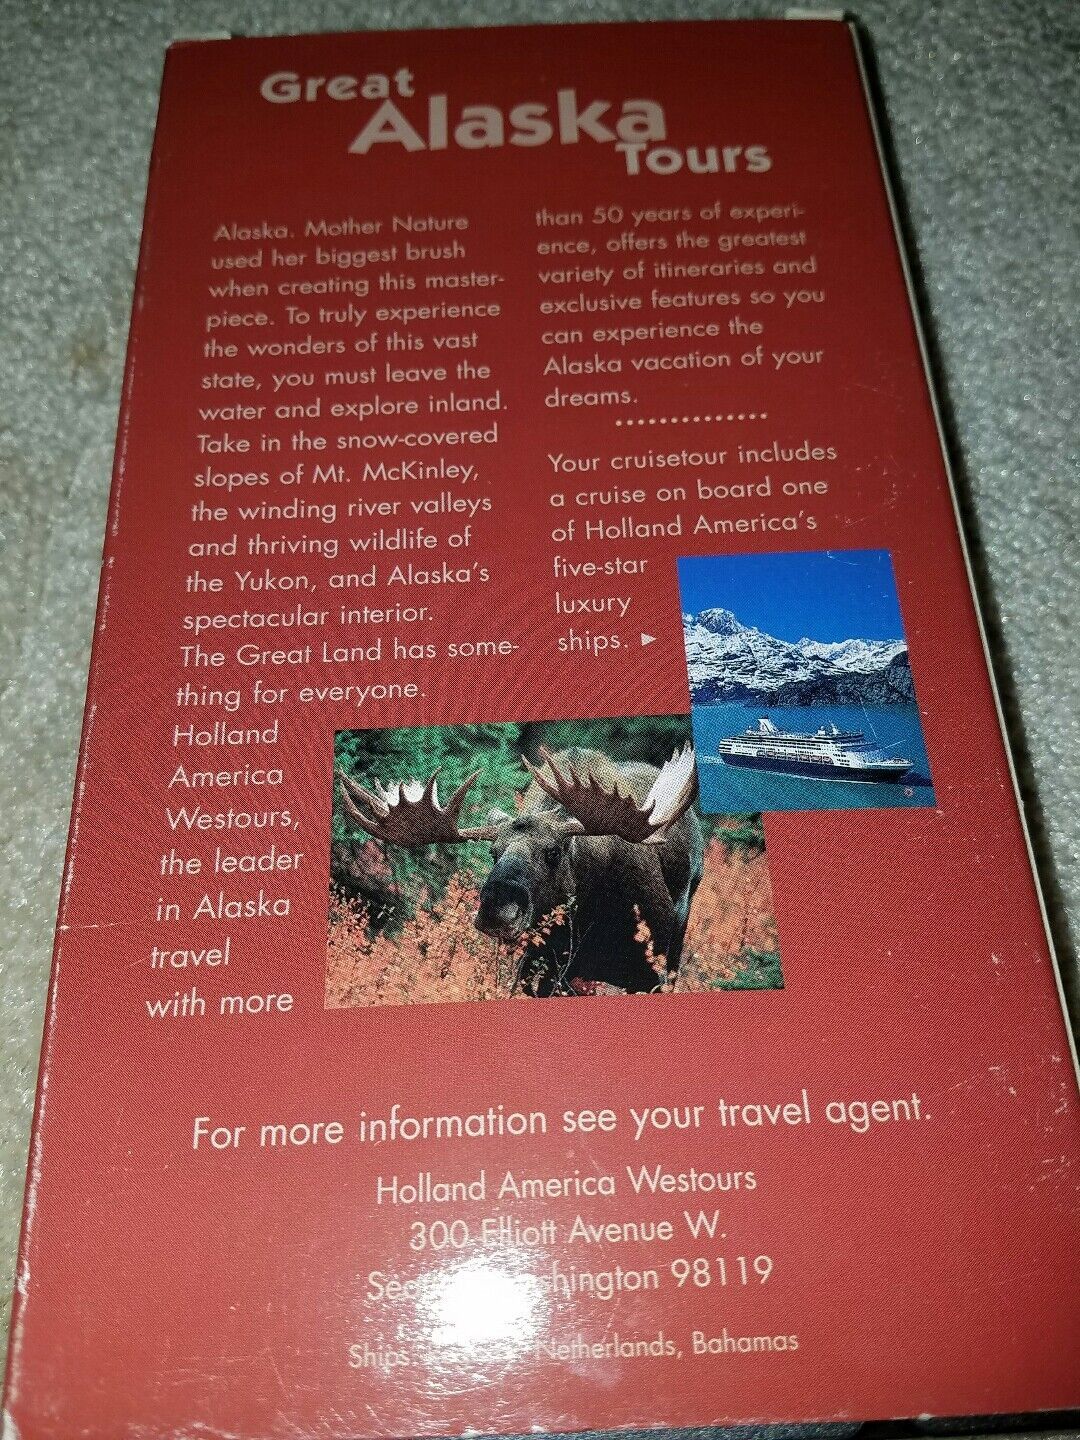 Great
Alaska
Tours
Alaska. Mother Nature
used her biggest brush
when creating this master-
piece. To truly experience
the wonders of this vast
state, you must leave the
water and explore inland.
Take in the snow-covered
slopes of Mt. McKinley,
the winding river valleys
and thriving wildlife of
the Yukon, and Alaska's
spectacular interior.
The Great Land has some-
thing for everyone.
Holland
America
Westours,
the leader
in Alaska
travel
with more
than 50 years of experi-
ence, offers the greatest
variety of itineraries and
exclusive features so you
can experience the
Alaska vacation of your
dreams.
Your cruisetour includes
a cruise on board one
of Holland America's
five-star
luxury
ships.
For more information see your travel agent.
Holland America Westours
300 Elliott Avenue W.
98119
Ships' Netherlands, Bahamas